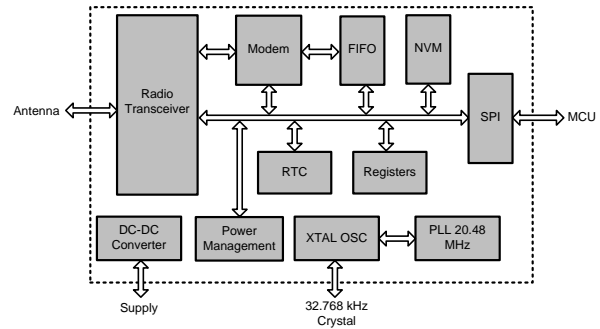 Modem
FIFO
NVM
Radio
Transceiver
Antenna
SPI
MCU
RTC
Registers
DC-DC
Converter
Power
Management
XTAL OSC
PLL 20.48
MHz
Supply
32.768 kHz
Crystal